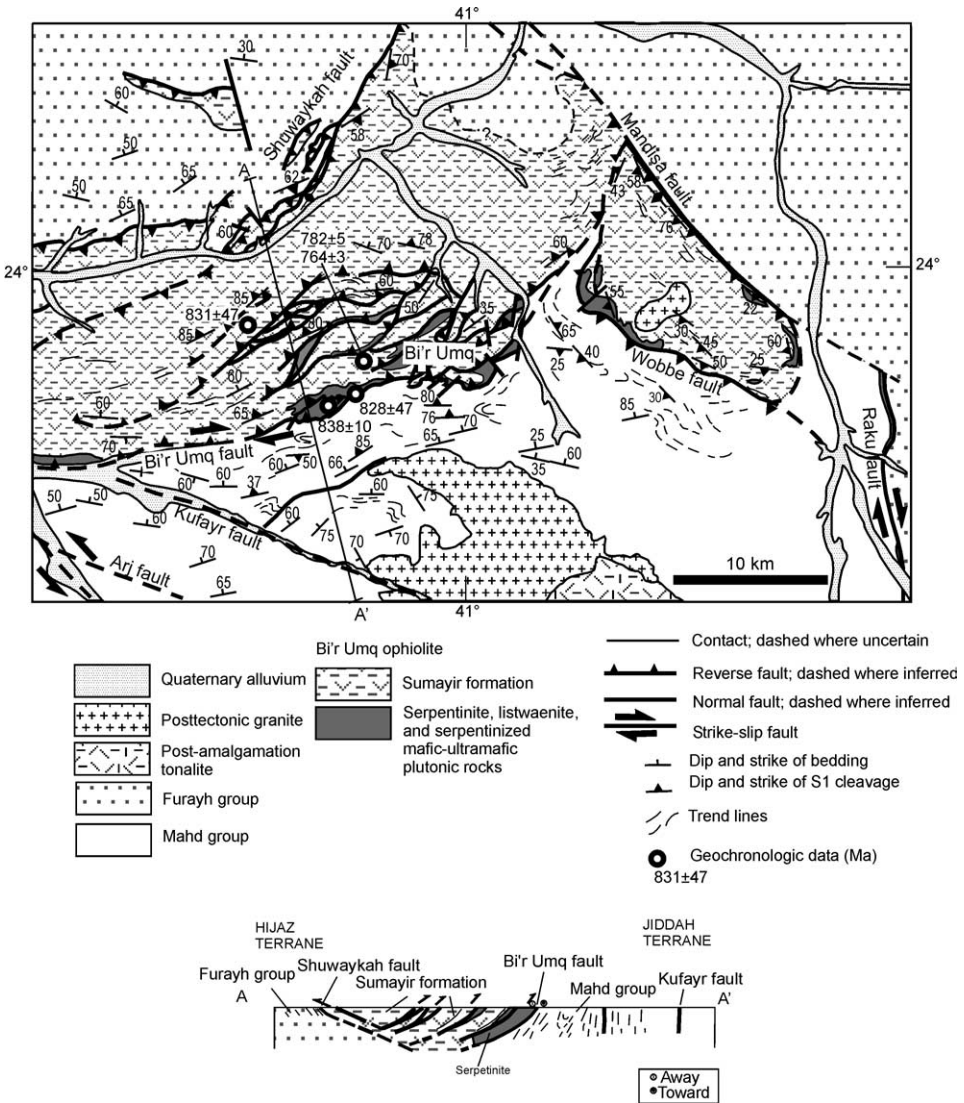 41°
30
70
60
Shuwaykah fault
50
58
?
Mandisa fault
A
62
50
65
43
58
65
60
76
782±5
764±3
70
78
24°
60
24°
85
60
831±47
50
35
55
22
85
80
65
30
45
60
Bi'r Umq
40
50
25
60
Wobbe fault
25
80
30
828±47
76
70
85
60
65
838±10
Raku fault
70
85
65
25
60
Bi'r Umq fault
50
66
35
60
37
60
75
50
50
60
60
Kufayr fault
75
70
70
70
Arj fault
65
10 km
A'
41°
Quaternary alluvium
Posttectonic granite
Post-amalgamation
tonalite
Furayh group
Mahd group
Bi'r Umq ophiolite
Sumayir formation
Serpentinite, listwaenite,
and serpentinized
mafic-ultramafic
plutonic rocks
Contact; dashed where uncertain
Reverse fault; dashed where inferred
Normal fault; dashed where inferred
Strike-slip fault
Dip and strike of bedding
Dip and strike of S1 cleavage
Trend lines
Geochronologic data (Ma)
831±47
HIJAZ
TERRANE
JIDDAH
TERRANE
Furayh group
Shuwaykah fault
Sumayir formation
Bi'r Umq fault
Mahd group
Kufayr fault
A
A'
Serpetinite
Away
Toward